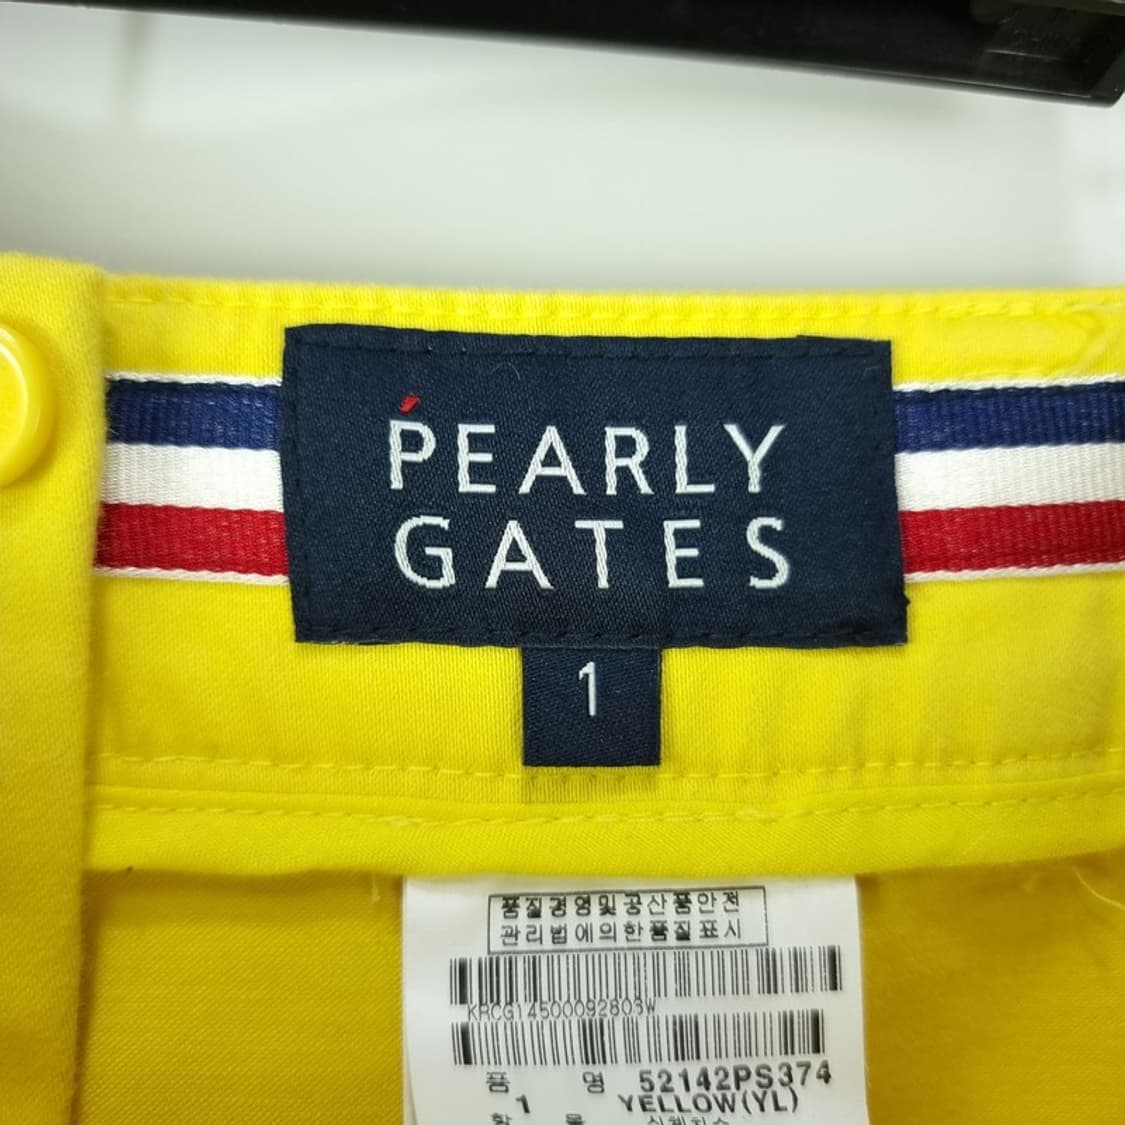 PEARLY
GATES
1
품질경영및공산품안전
관리법에의한품질표시
KRCG14500092803W
품 명 52142PS374
1 YELLOW(YL)